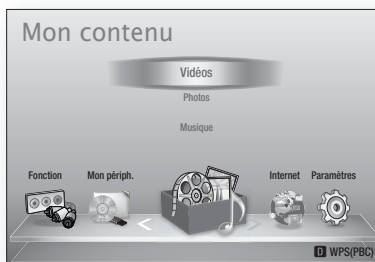 Mon contenu
Vidéos
Photos
Musique
Fonction Mon périph. Internet Paramètres
D WPS(PBC)